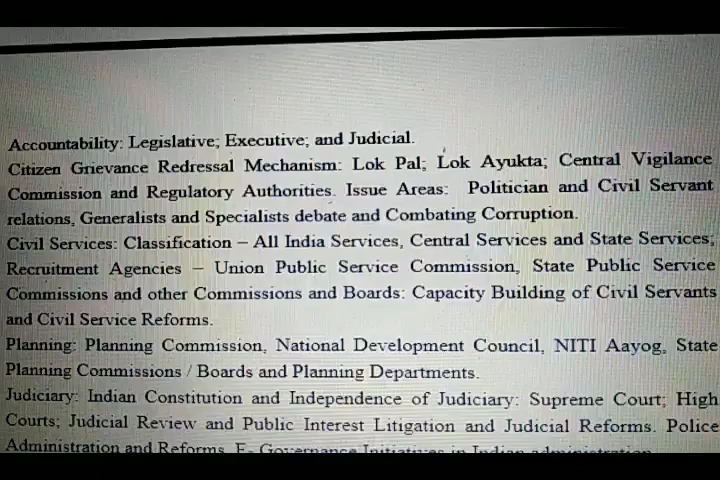 Accountability: Legislative; Executive; and Judicial.
Citizen Grievance Redressal Mechanism: Lok Pal; Lok Ayukta; Central Vigilance
Commission and Regulatory Authorities. Issue Areas: Politician and Civil Servant
relations, Generalists and Specialists debate and Combating Corruption.
Civil Services: Classification – All India Services, Central Services and State Services;
Recruitment Agencies – Union Public Service Commission, State Public Service
Commissions and other Commissions and Boards: Capacity Building of Civil Servants
and Civil Service Reforms.
Planning: Planning Commission, National Development Council, NITI Aayog, State
Planning Commissions / Boards and Planning Departments.
Judiciary: Indian Constitution and Independence of Judiciary: Supreme Court; High
Courts; Judicial Review and Public Interest Litigation and Judicial Reforms. Police
Administration and Reforms. E- Governance Initiatives in Indian administration